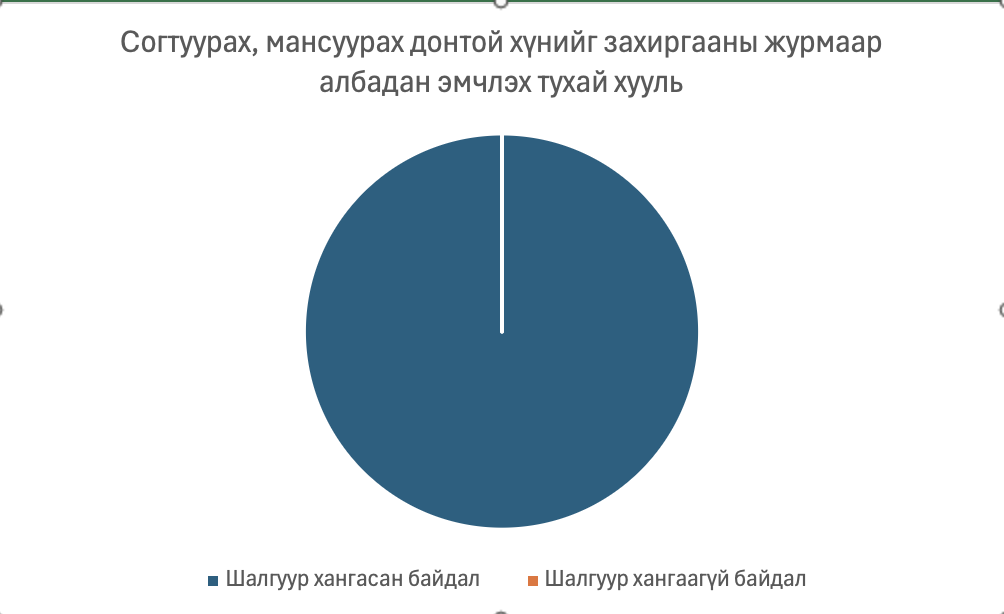 Согтуурах, мансуурах донтой хүнийг захиргааны журмаар
албадан эмчлэх тухай хууль
Шалгуур хангасан байдал
Шалгуур хангаагүй байдал